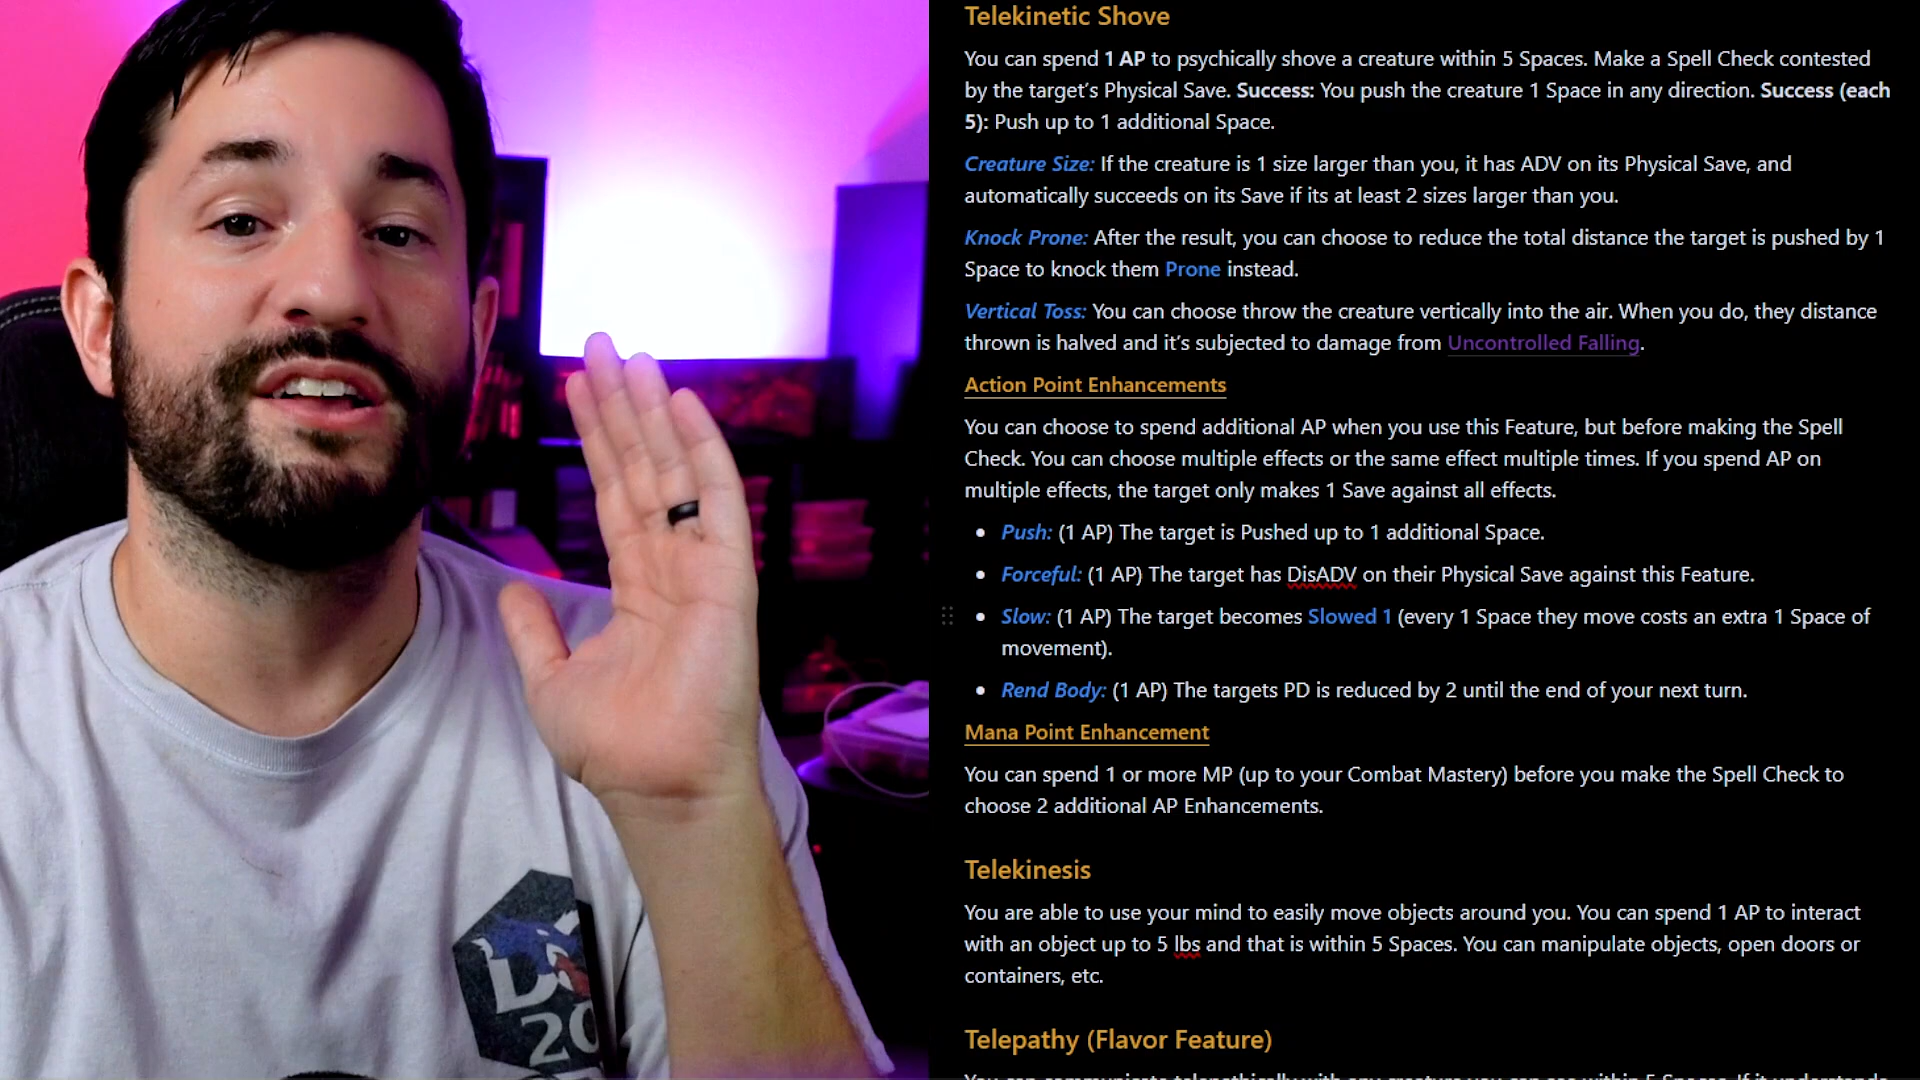 Telekinetic Shove
You can spend 1 AP to psychically shove a creature within 5 Spaces. Make a Spell Check contested
by the target's Physical Save. Success: You push the creature 1 Space in any direction. Success (each
5): Push up to 1 additional Space.
Creature Size: If the creature is 1 size larger than you, it has ADV on its Physical Save, and
automatically succeeds on its Save if its at least 2 sizes larger than you.
Knock Prone: After the result, you can choose to reduce the total distance the target is pushed by 1
Space to knock them Prone instead.
Vertical Toss: You can choose throw the creature vertically into the air. When you do, they distance
thrown is halved and it's subjected to damage from Uncontrolled Falling.
Action Point Enhancements
You can choose to spend additional AP when you use this Feature, but before making the Spell
Check. You can choose multiple effects or the same effect multiple times. If you spend AP on
multiple effects, the target only makes 1 Save against all effects.
• Push: (1 AP) The target is Pushed up to 1 additional Space.
• Forceful: (1 AP) The target has DisADV on their Physical Save against this Feature.
• Slow: (1 AP) The target becomes Slowed 1 (every 1 Space they move costs an extra 1 Space of
movement).
• Rend Body: (1 AP) The targets PD is reduced by 2 until the end of your next turn.
Mana Point Enhancement
You can spend 1 or more MP (up to your Combat Mastery) before you make the Spell Check to
choose 2 additional AP Enhancements.
Telekinesis
You are able to use your mind to easily move objects around you. You can spend 1 AP to interact
with an object up to 5 lbs and that is within 5 Spaces. You can manipulate objects, open doors or
containers, etc.
Telepathy (Flavor Feature)
20